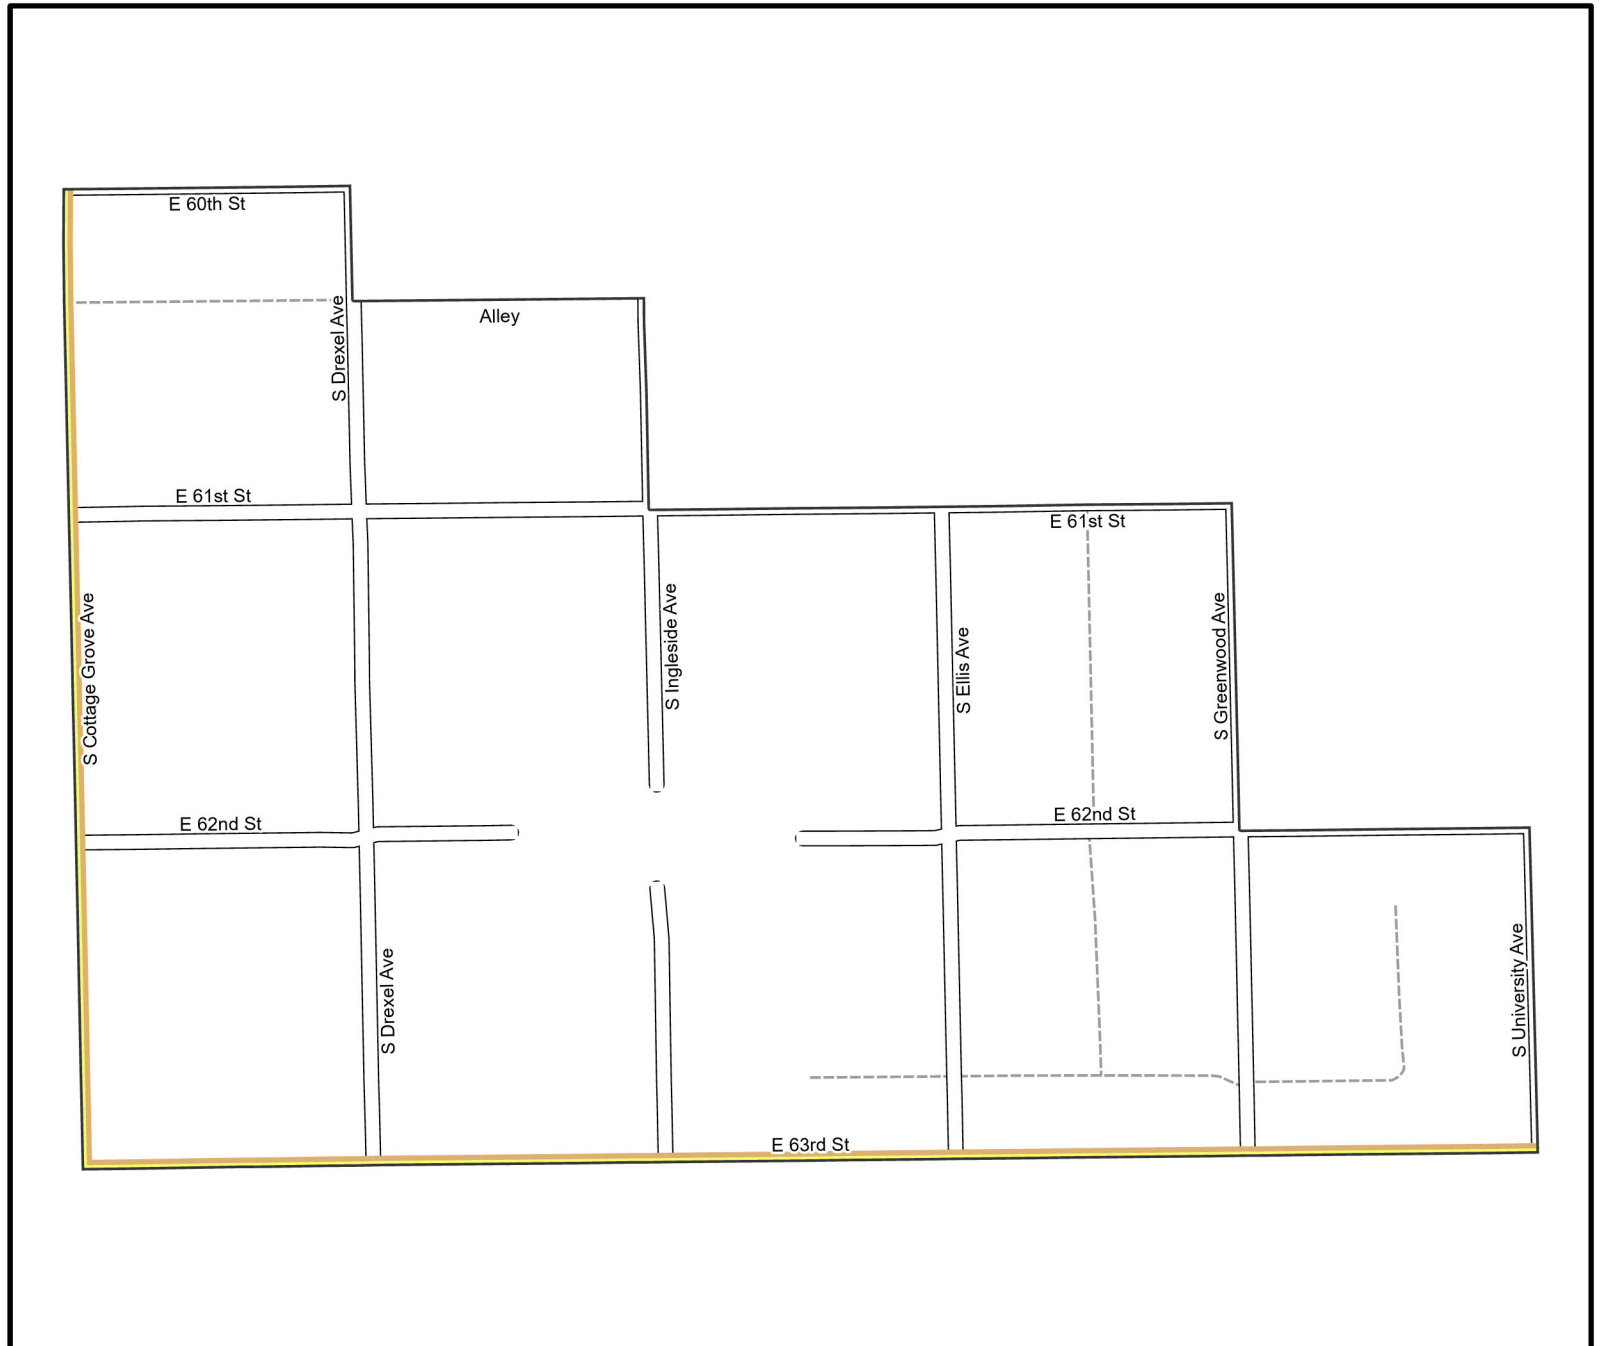 E 60th St
S Drexel Ave
Alley
E 61st St
E 61st St
S Cottage Grove Ave
S Ingleside Ave
S Ellis Ave
S Greenwood Ave
E 62nd St
E 62nd St
S Drexel Ave
S University Ave
E 63rd St